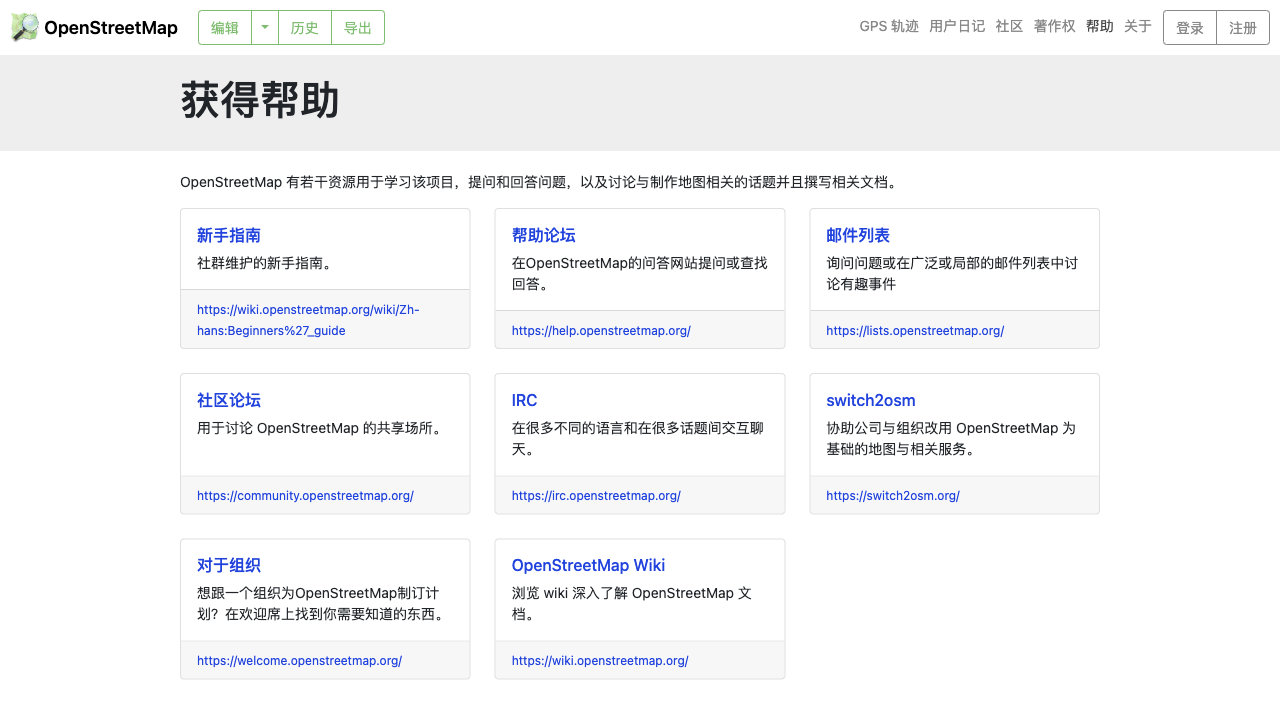 OpenStreetMap 编辑 历史 导出 GPS 轨迹 用户日记 社区 著作权 帮助 关于 登录 注册
获得帮助
OpenStreetMap 有若干资源用于学习该项目，提问和回答问题，以及讨论与制作地图相关的话题并且撰写相关文档。
新手指南
社群维护的新手指南。
https://wiki.openstreetmap.org/wiki/Zh-
hans:Beginners%27_guide
帮助论坛
在OpenStreetMap的问答网站提问或查找
回答。
https://help.openstreetmap.org/
邮件列表
询问问题或在广泛或局部的邮件列表中讨
论有趣事件
https://lists.openstreetmap.org/
社区论坛
用于讨论 OpenStreetMap 的共享场所。
https://community.openstreetmap.org/
IRC
在很多不同的语言和在很多话题间交互聊
天。
https://irc.openstreetmap.org/
switch2osm
协助公司与组织改用 OpenStreetMap 为
基础的地图与相关服务。
https://switch2osm.org/
对于组织
想跟一个组织为OpenStreetMap制订计
划？在欢迎席上找到你需要知道的东西。
https://welcome.openstreetmap.org/
OpenStreetMap Wiki
浏览 wiki 深入了解 OpenStreetMap 文
档。
https://wiki.openstreetmap.org/